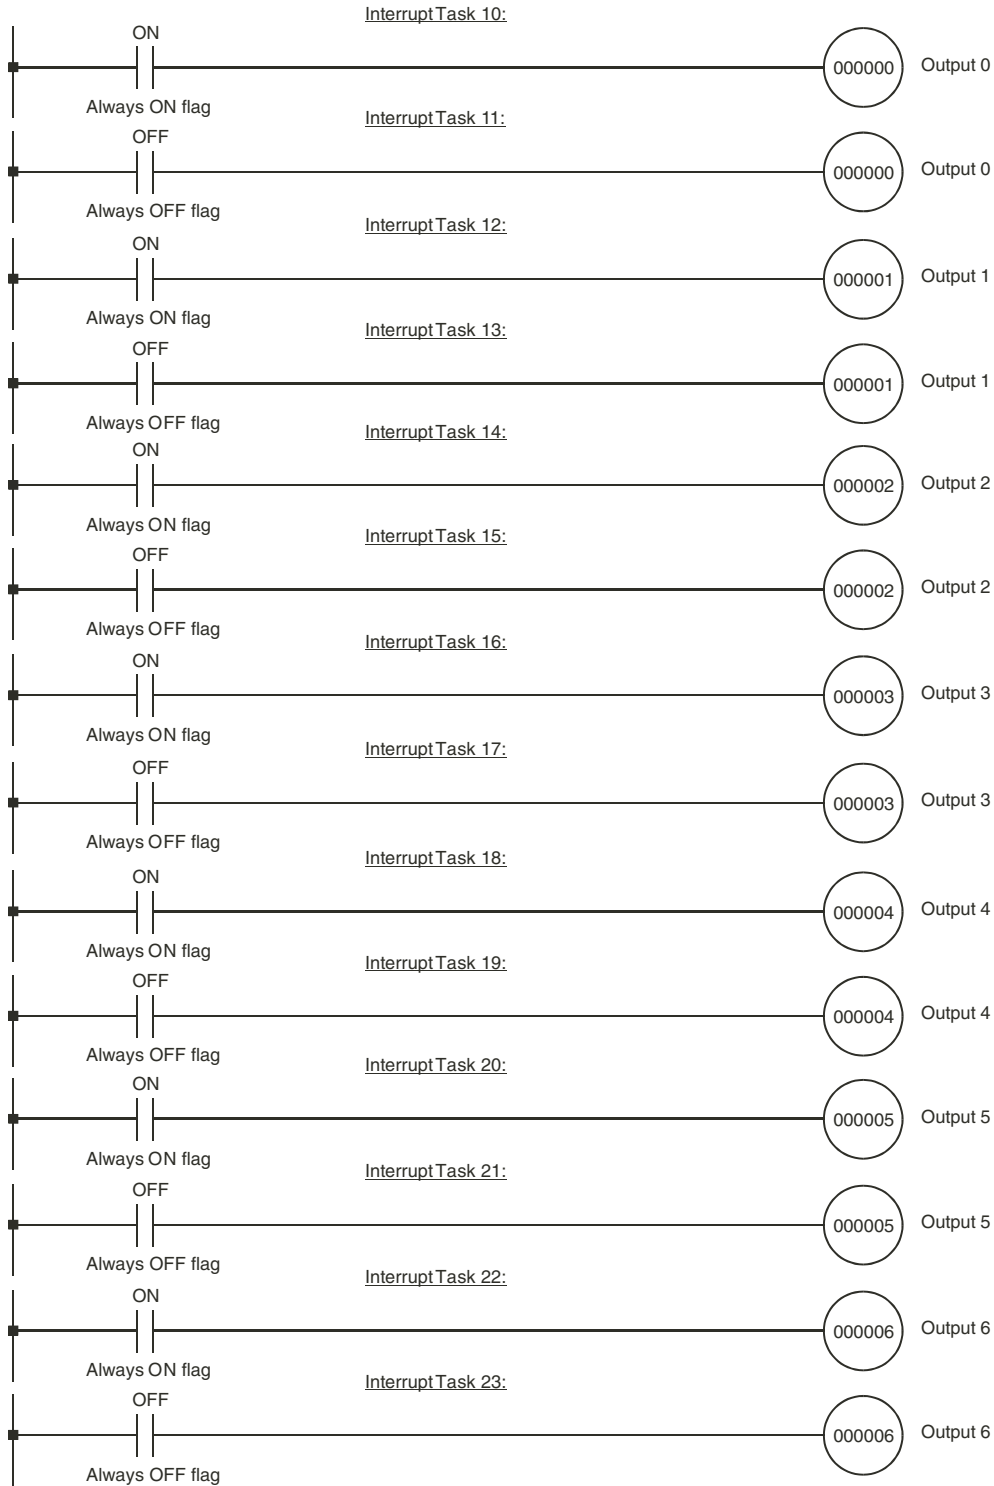 Interrupt Task 10:
ON
000000 Output 0
Always ON flag
Interrupt Task 11:
OFF
000000 Output 0
Always OFF flag
Interrupt Task 12:
ON
000001 Output 1
Always ON flag
Interrupt Task 13:
OFF
000001 Output 1
Always OFF flag
Interrupt Task 14:
ON
000002 Output 2
Always ON flag
Interrupt Task 15:
OFF
000002 Output 2
Always OFF flag
Interrupt Task 16:
ON
000003 Output 3
Always ON flag
Interrupt Task 17:
OFF
000003 Output 3
Always OFF flag
Interrupt Task 18:
ON
000004 Output 4
Always ON flag
Interrupt Task 19:
OFF
000004 Output 4
Always OFF flag
Interrupt Task 20:
ON
000005 Output 5
Always ON flag
Interrupt Task 21:
OFF
000005 Output 5
Always OFF flag
Interrupt Task 22:
ON
000006 Output 6
Always ON flag
Interrupt Task 23:
OFF
000006 Output 6
Always OFF flag